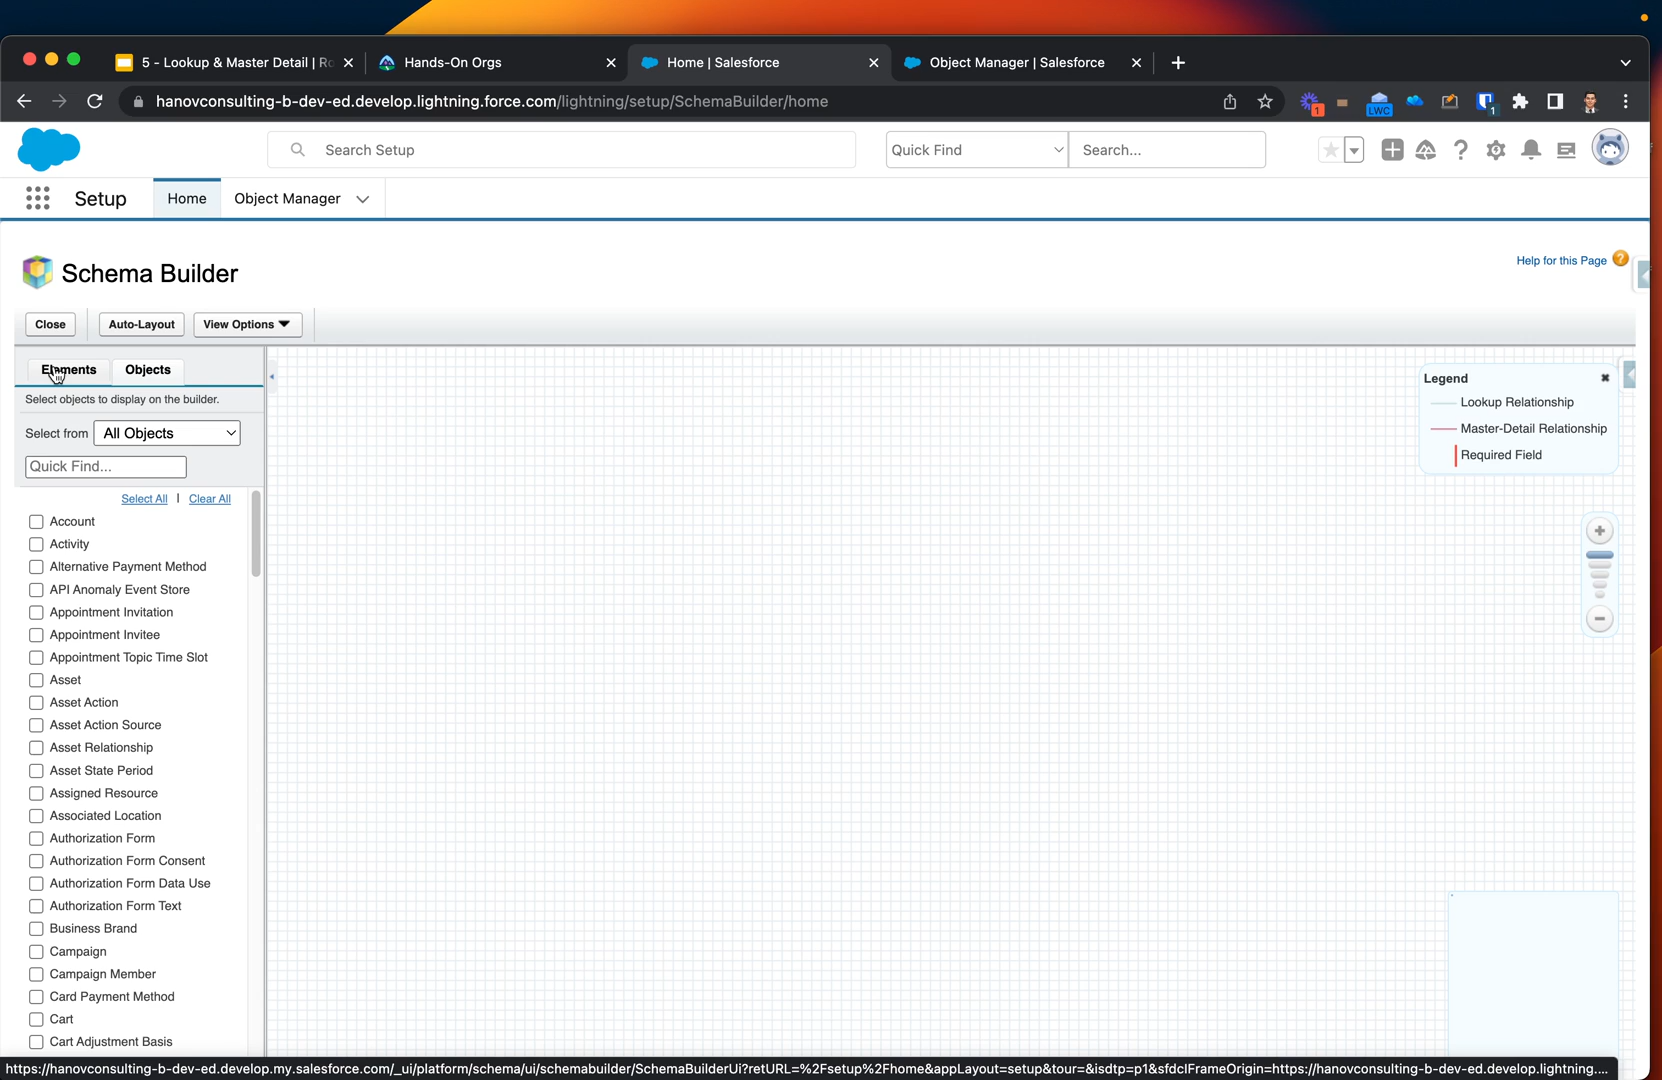 5 - Lookup & Master Detail | Ro
Hands-On Orgs
Home | Salesforce
Object Manager | Salesforce
hanovconsulting-b-dev-ed.develop.lightning.force.com/lightning/setup/SchemaBuilder/home
1
LWC
1
Search Setup
Quick Find
Search...
Setup
Home
Object Manager
Schema Builder
Help for this Page
Close
Auto-Layout
View Options
Elements
Objects
Select objects to display on the builder.
Select from
All Objects
Quick Find...
Select All | Clear All
Account
Activity
Alternative Payment Method
API Anomaly Event Store
Appointment Invitation
Appointment Invitee
Appointment Topic Time Slot
Asset
Asset Action
Asset Action Source
Asset Relationship
Asset State Period
Assigned Resource
Associated Location
Authorization Form
Authorization Form Consent
Authorization Form Data Use
Authorization Form Text
Business Brand
Campaign
Campaign Member
Card Payment Method
Cart
Cart Adjustment Basis
Legend
Lookup Relationship
Master-Detail Relationship
Required Field
https://hanovconsulting-b-dev-ed.develop.my.salesforce.com/_ui/platform/schema/ui/schemabuilder/SchemaBuilderUi?retURL=%2Fsetup%2Fhome&appLayout=setup&tour=&isdtp=p1&sfdcIFrameOrigin=https://hanovconsulting-b-dev-ed.develop.lightning....